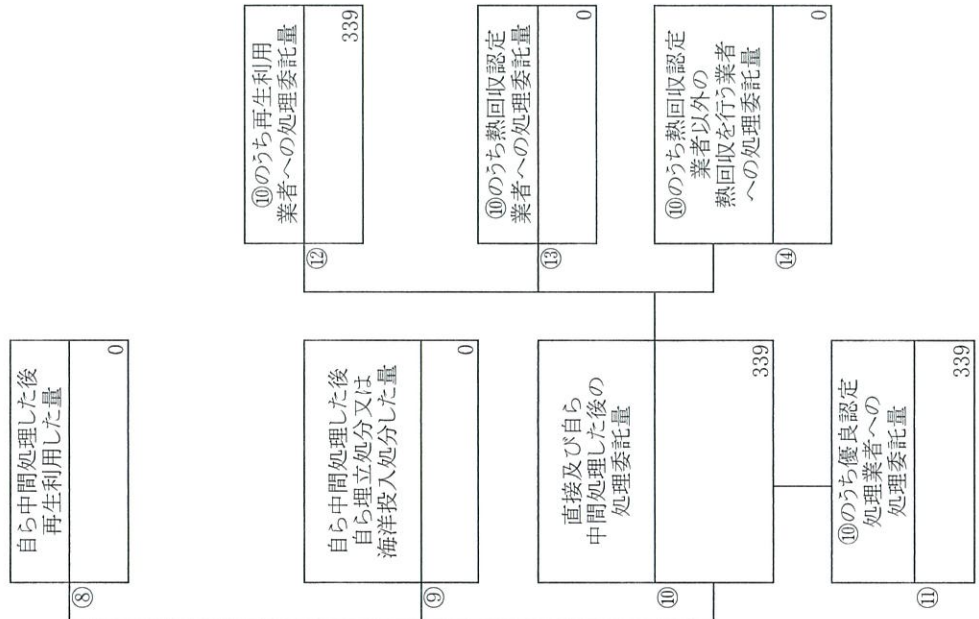 ⑧
自ら中間処理した後
再生利用した量
0
⑨
自ら中間処理した後
自ら埋立処分又は
海洋投入処分した量
0
⑩
直接及び自ら
中間処理した後の
処理委託量
339
⑪
⑩のうち優良認定
処理業者への
処理委託量
339
⑫
⑩のうち再生利用
業者への処理委託量
339
⑬
⑩のうち熱回収認定
業者への処理委託量
0
⑭
⑩のうち熱回収認定
業者以外の
熱回収を行う業者
への処理委託量
0